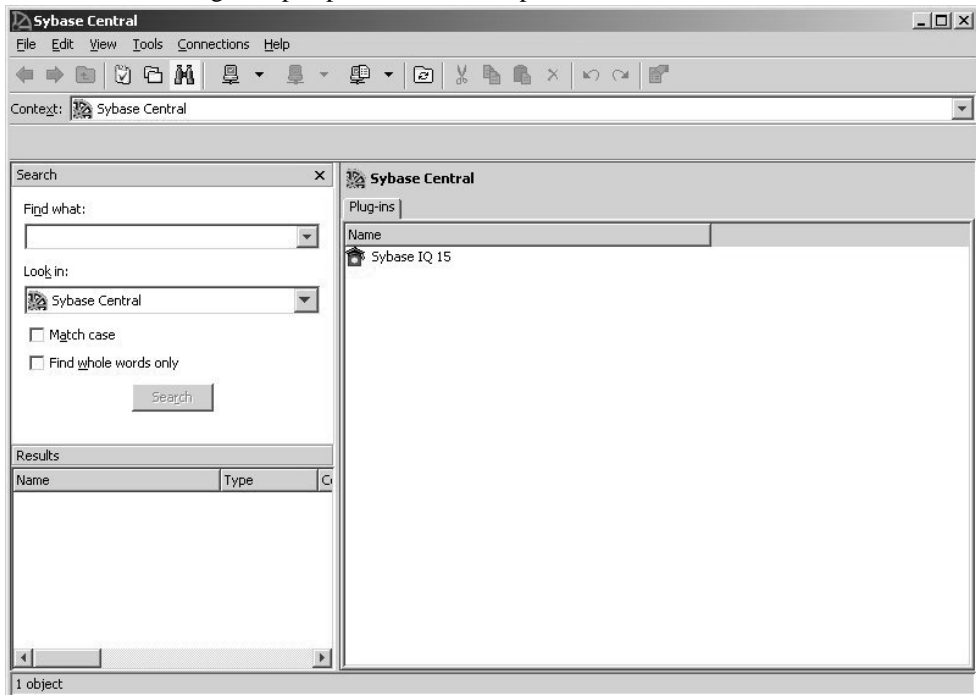 Sybase Central
File Edit View Tools Connections Help
Context: Sybase Central
Search
Find what:
Look in:
Sybase Central
Match case
Find whole words only
Search
Results
Name Type
Sybase Central
Plug-ins
Name
Sybase IQ 15
1 object